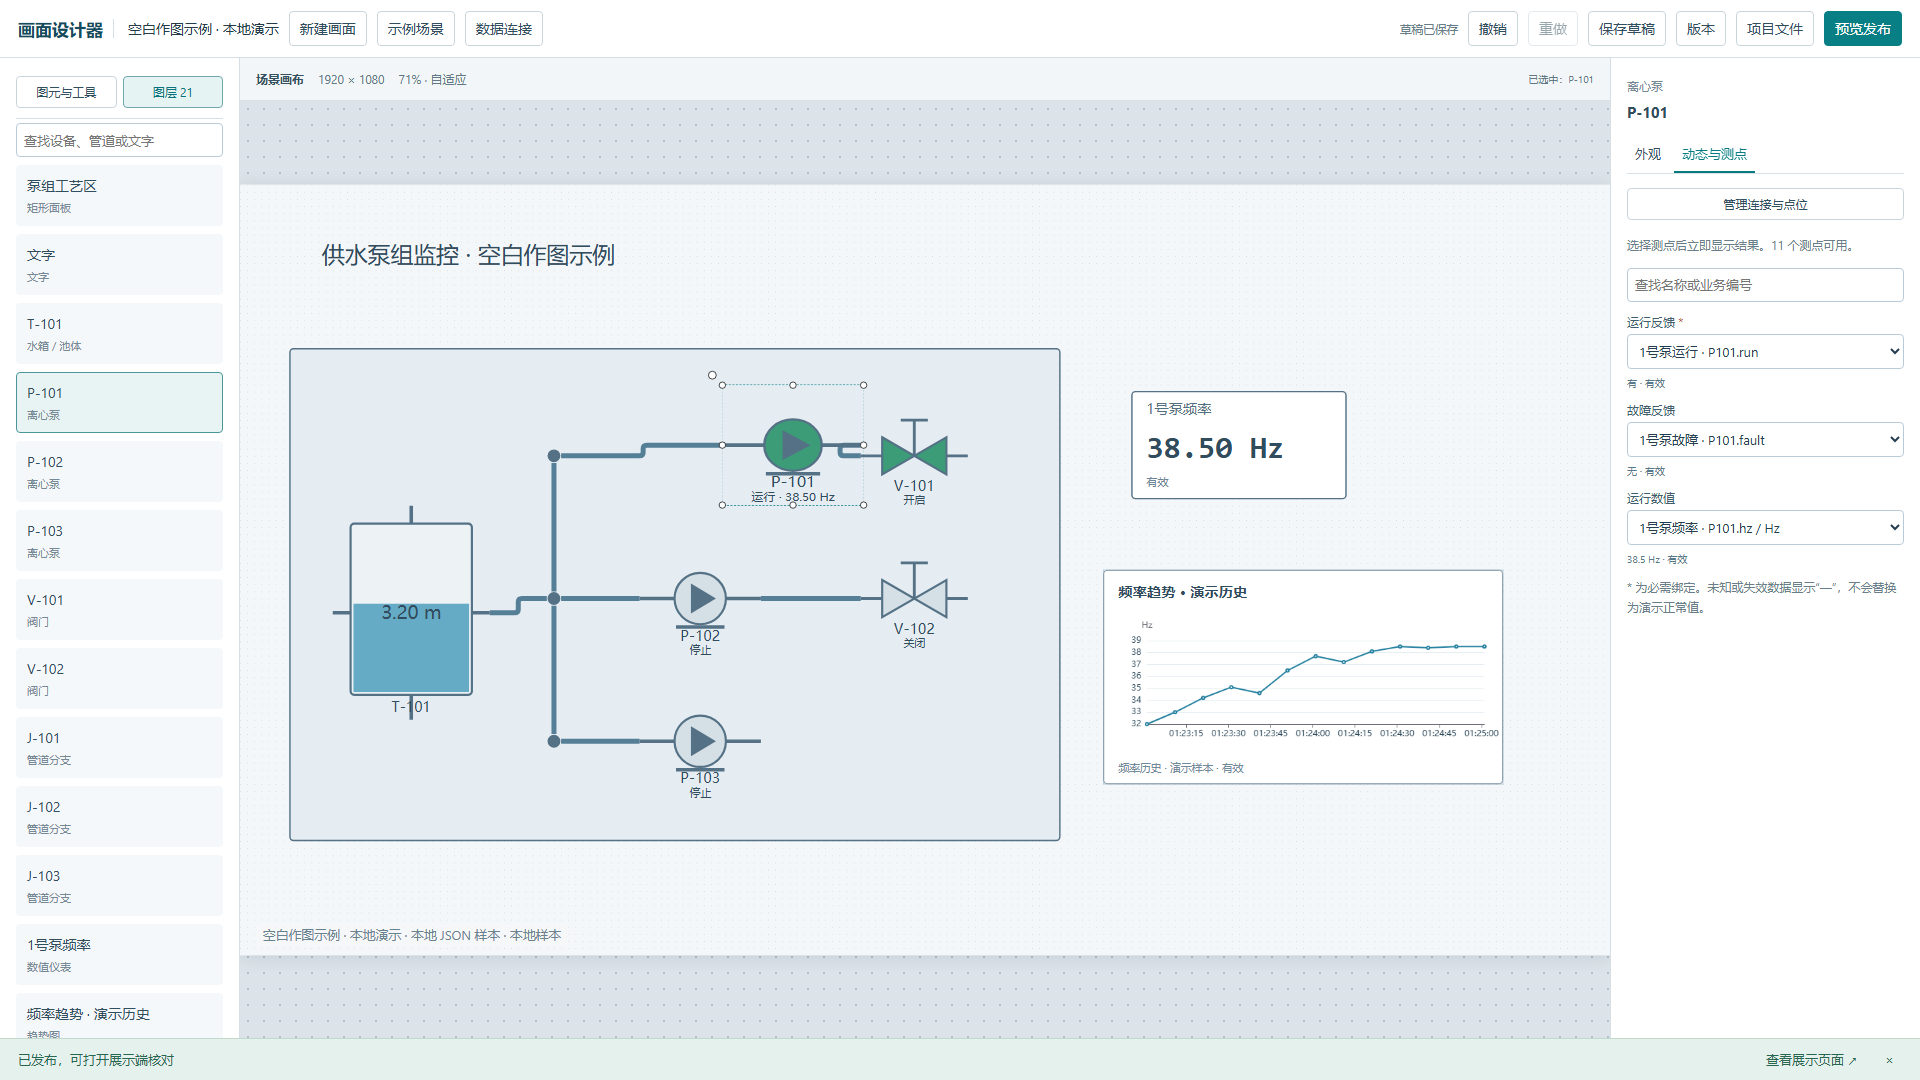 画面设计器
空白作图示例 · 本地演示
新建画面
示例场景
数据连接
草稿已保存
撤销
重做
保存草稿
版本
项目文件
预览发布
图元与工具
图层 21
查找设备、管道或文字
泵组工艺区
矩形面板
文字
文字
T-101
水箱 / 池体
P-101
离心泵
P-102
离心泵
P-103
离心泵
V-101
阀门
V-102
阀门
J-101
管道分支
J-102
管道分支
J-103
管道分支
1号泵频率
数值仪表
频率趋势 · 演示历史
趋势图
场景画布
1920 × 1080
71% · 自适应
已选中：P-101
供水泵组监控 · 空白作图示例
P-101
运行 · 38.50 Hz
V-101
开启
3.20 m
T-101
P-102
停止
V-102
关闭
P-103
停止
1号泵频率
38.50 Hz
有效
频率趋势 • 演示历史
Hz
39
38
37
36
35
34
33
32
01:23:15
01:23:30
01:23:45
01:24:00
01:24:15
01:24:30
01:24:45
01:25:00
频率历史 · 演示样本 · 有效
空白作图示例 · 本地演示 · 本地 JSON 样本 · 本地样本
离心泵
P-101
外观
动态与测点
管理连接与点位
选择测点后立即显示结果。11 个测点可用。
查找名称或业务编号
运行反馈 *
1号泵运行 · P101.run
有 · 有效
故障反馈
1号泵故障 · P101.fault
无 · 有效
运行数值
1号泵频率 · P101.hz / Hz
38.5 Hz · 有效
* 为必需绑定。未知或失效数据显示“—”，不会替换
为演示正常值。
已发布，可打开展示端核对
查看展示页面 ↗
×